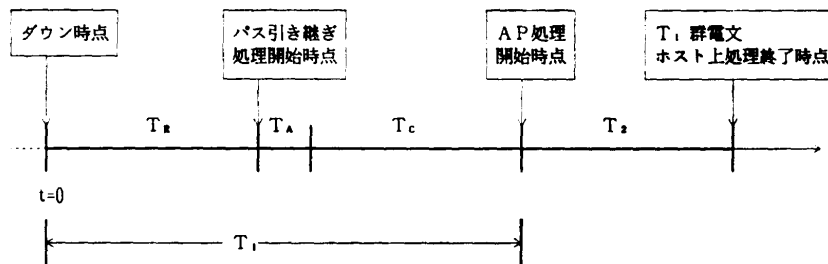 ダウン時点
パス引き継ぎ
処理開始時点
AP処理
開始時点
T₁群電文
ホスト上処理終了時点
T_R
T_A
T_C
T₂
t=0
T₁